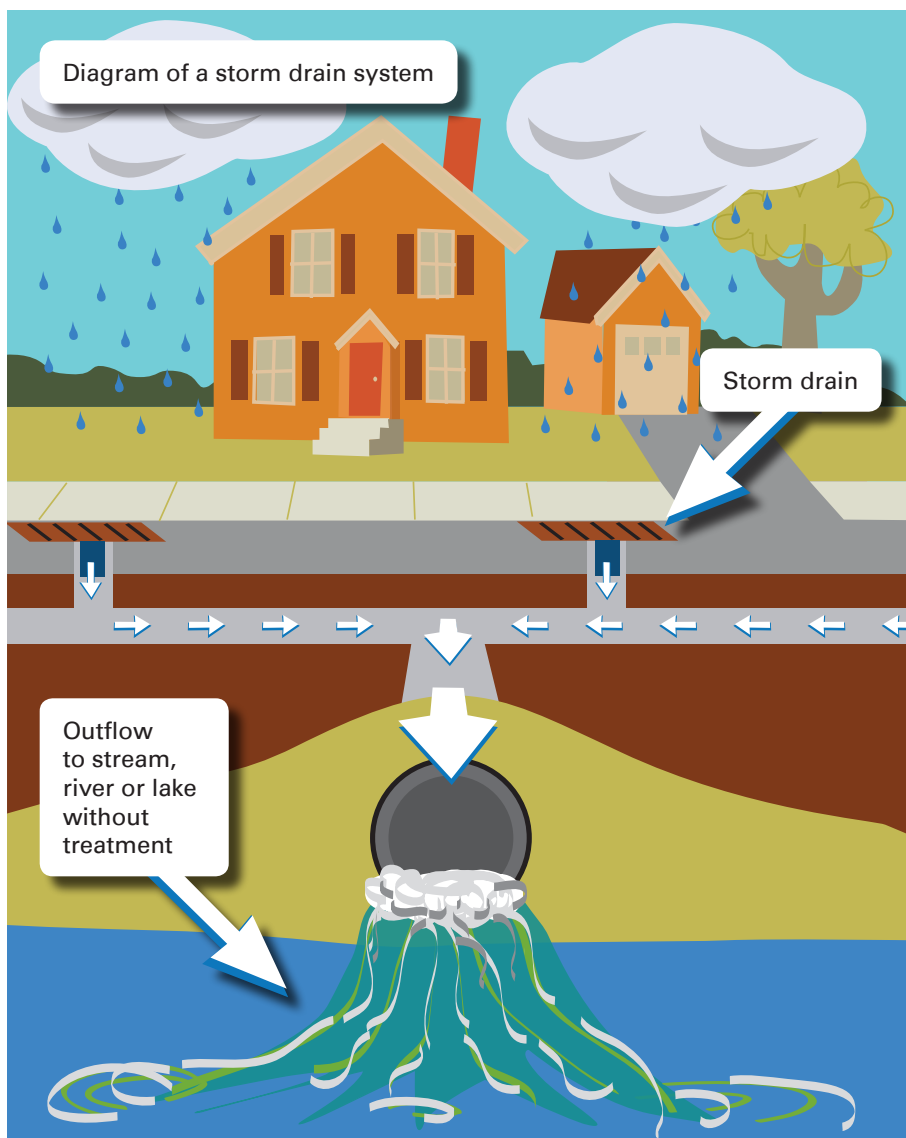 Diagram of a storm drain system
Storm drain
Outflow
to stream,
river or lake
without
treatment